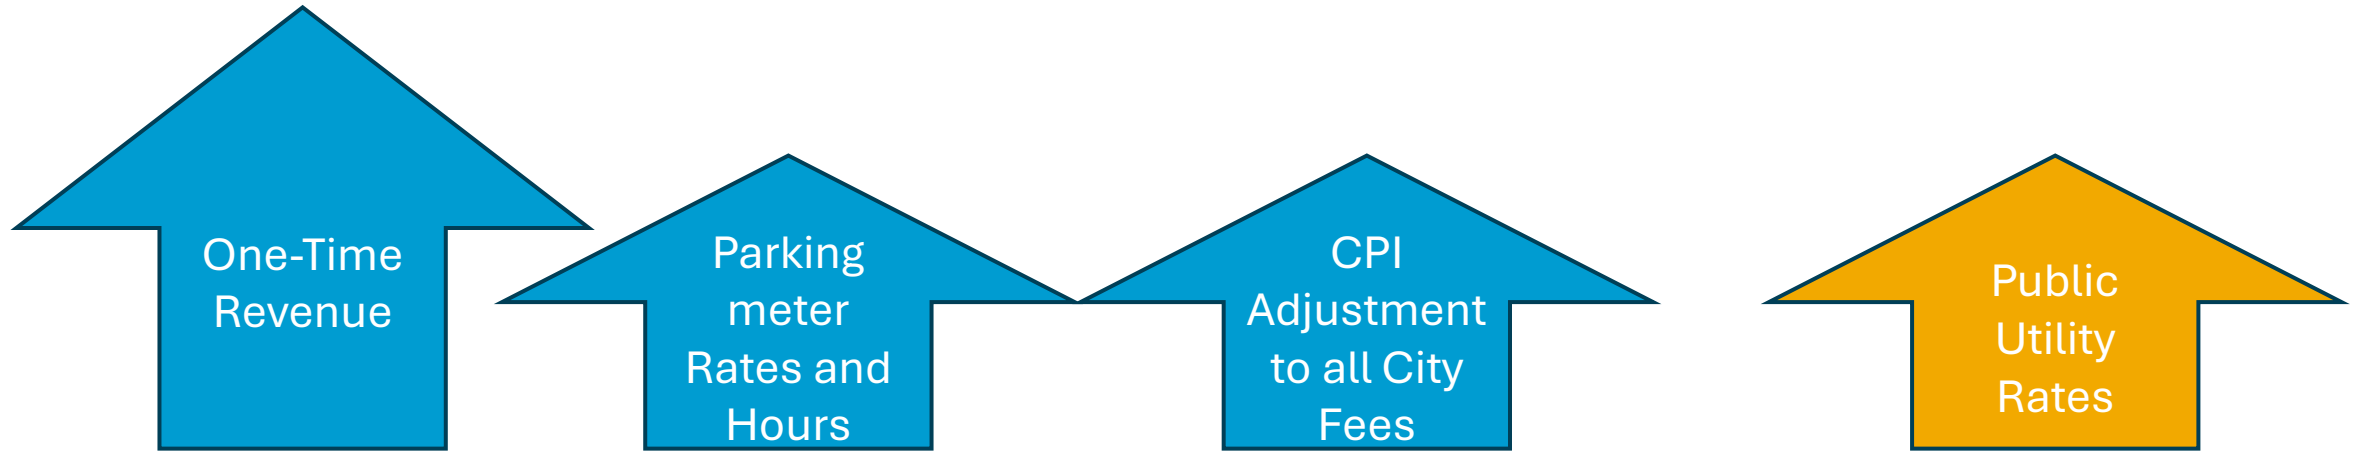 One-Time
Revenue
Parking
meter
Rates and
Hours
CPI
Adjustment
to all City
Fees
Public
Utility
Rates